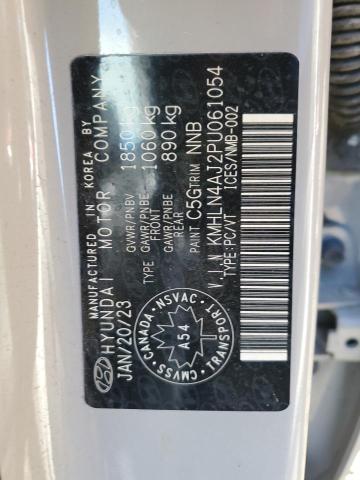 MANUFACTURED IN KOREA BY
HYUNDAI MOTOR COMPANY
JAN/20/23
GVWR/PNBV 1850 kg
TYPE GAWR/PNBE FRONT 1060 kg
GAWR/PNBE REAR 890 kg
PAINT C5G TRIM NNB
V.I.N KMHLN4AJ2PU061054
TYPE:PC/VT ICES/NMB-002
CANADA · NSVAC ·
TRANSPORT
CMVSS
A54